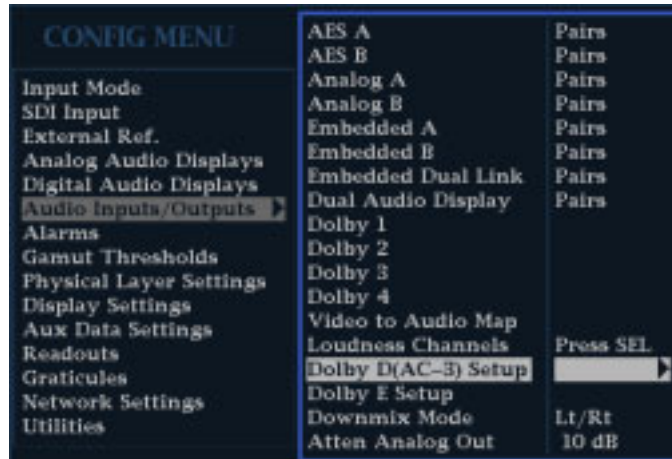 CONFIG MENU
Input Mode
SDI Input
External Ref.
Analog Audio Displays
Digital Audio Displays
Audio Inputs/Outputs
Alarms
Gamut Thresholds
Physical Layer Settings
Display Settings
Aux Data Settings
Readouts
Graticules
Network Settings
Utilities
AES A Pairs
AES B Pairs
Analog A Pairs
Analog B Pairs
Embedded A Pairs
Embedded B Pairs
Embedded Dual Link Pairs
Dual Audio Display Pairs
Dolby 1
Dolby 2
Dolby 3
Dolby 4
Video to Audio Map
Loudness Channels Press SEL
Dolby D(AC-3) Setup
Dolby E Setup
Downmix Mode Lt/Rt
Atten Analog Out 10 dB